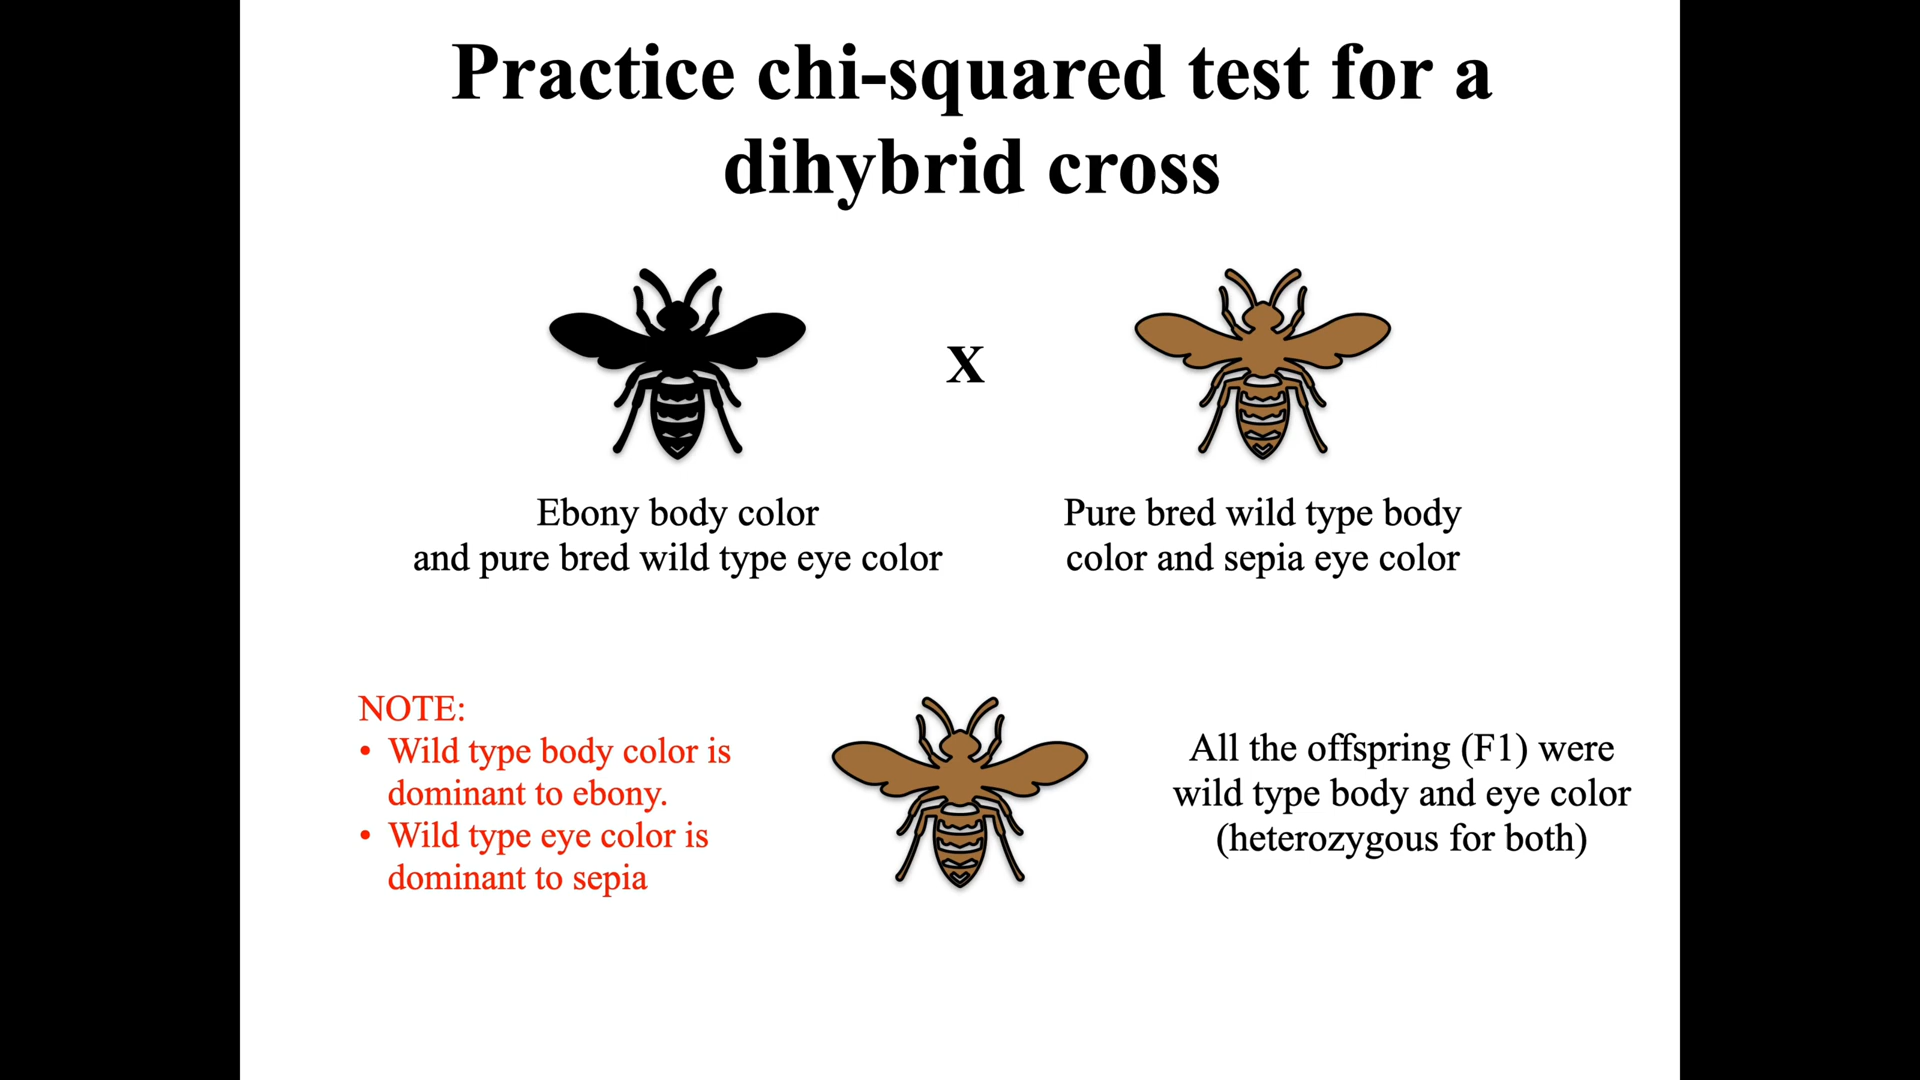 Practice chi-squared test for a
dihybrid cross
X
Ebony body color
and pure bred wild type eye color
Pure bred wild type body
color and sepia eye color
NOTE:
• Wild type body color is
dominant to ebony.
• Wild type eye color is
dominant to sepia
All the offspring (F1) were
wild type body and eye color
(heterozygous for both)